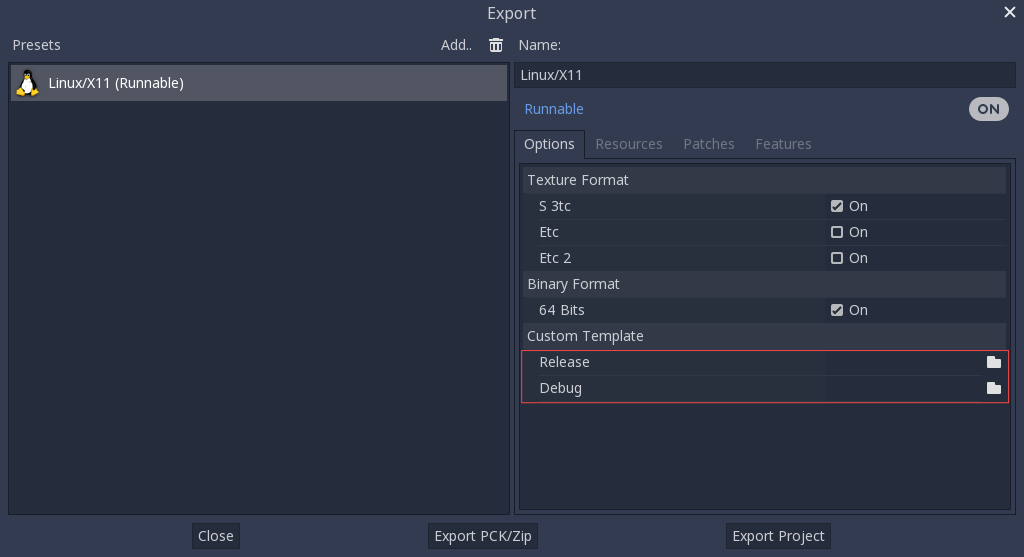 Export
Presets
Add..
Name:
Linux/X11 (Runnable)
Linux/X11
Runnable
ON
Options Resources Patches Features
Texture Format
S 3tc On
Etc On
Etc 2 On
Binary Format
64 Bits On
Custom Template
Release
Debug
Close
Export PCK/Zip
Export Project